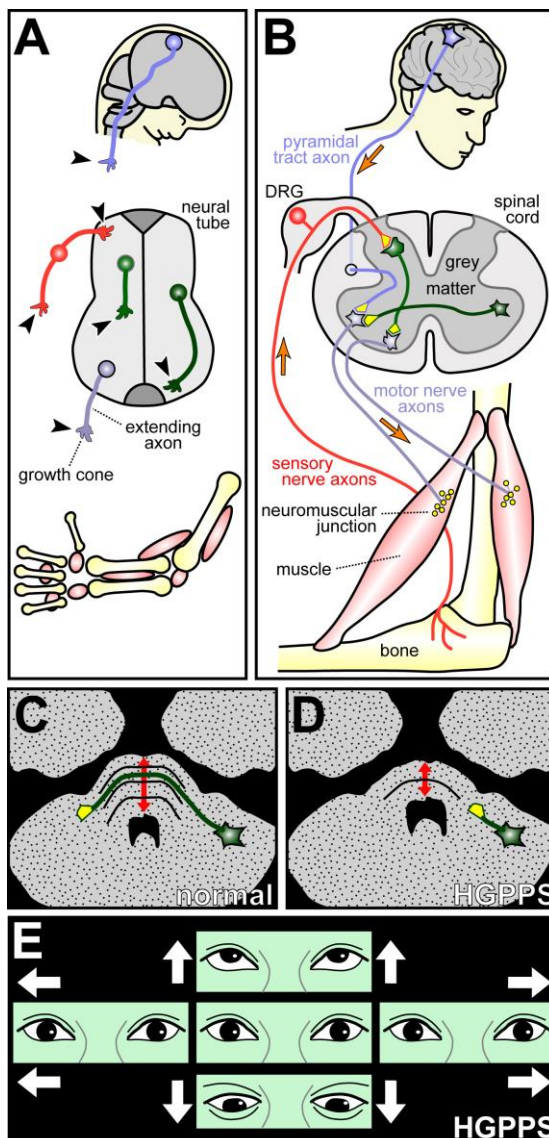 A
neural
tube
extending
axon
growth cone
B
pyramidal
tract axon
DRG
spinal
cord
grey
matter
motor nerve
axons
sensory
nerve axons
neuromuscular
junction
muscle
bone
C
normal
D
HGPPS
E
HGPPS